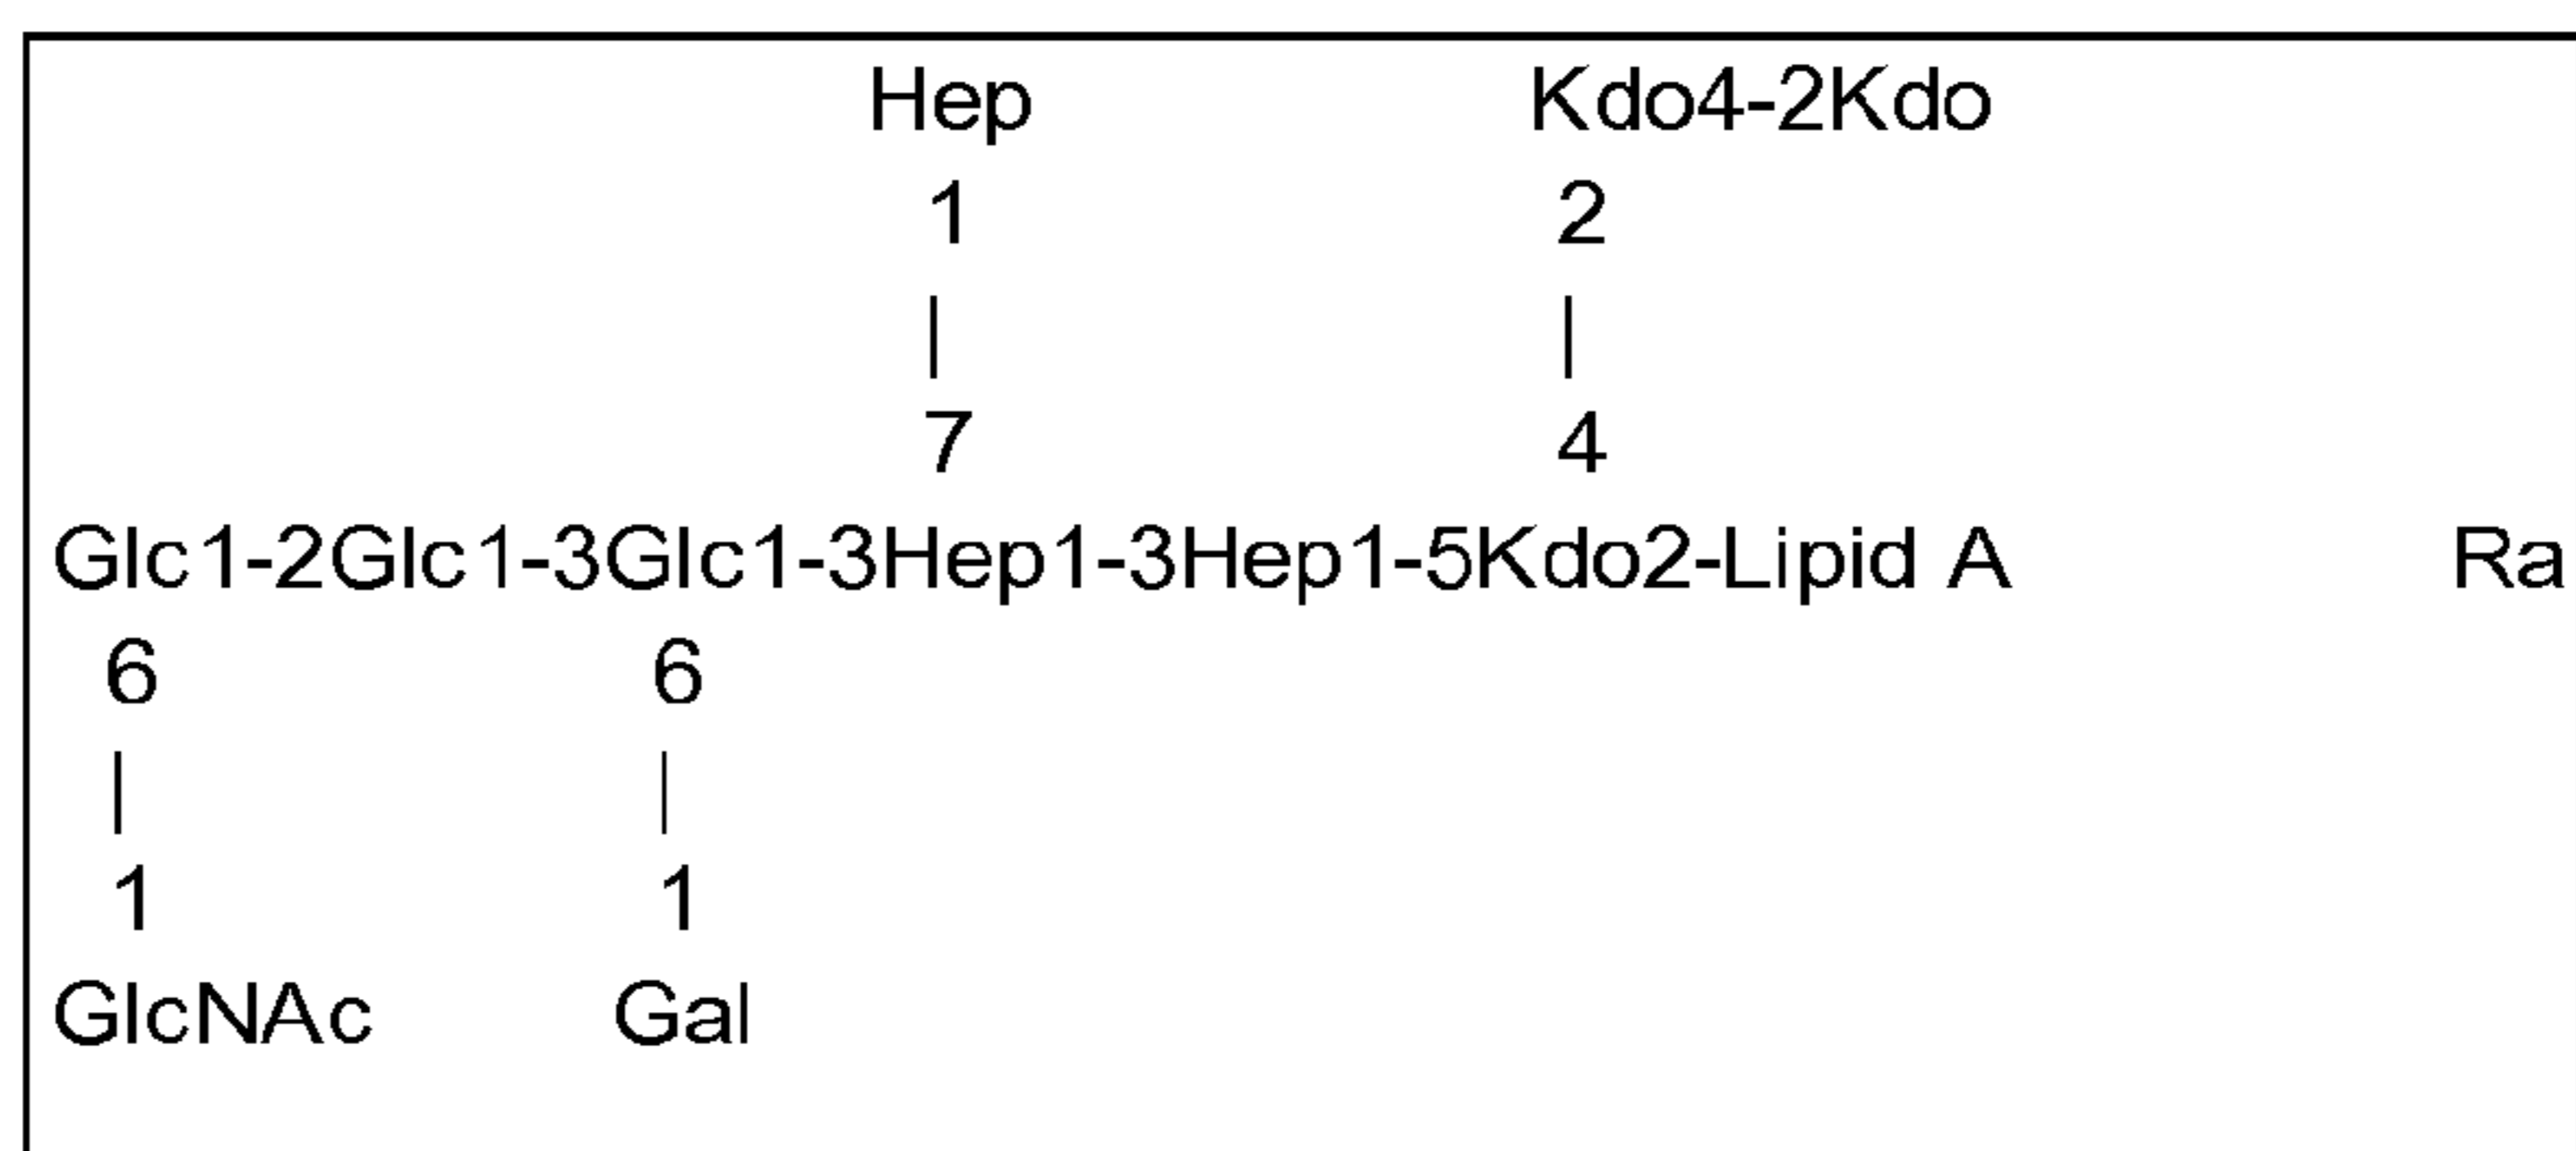 Hep Kdo4-2Kdo
1 2
| |
7 4
Glc1-2Glc1-3Glc1-3Hep1-3Hep1-5Kdo2-Lipid A Ra
6 6
| |
1 1
GlcNAc Gal